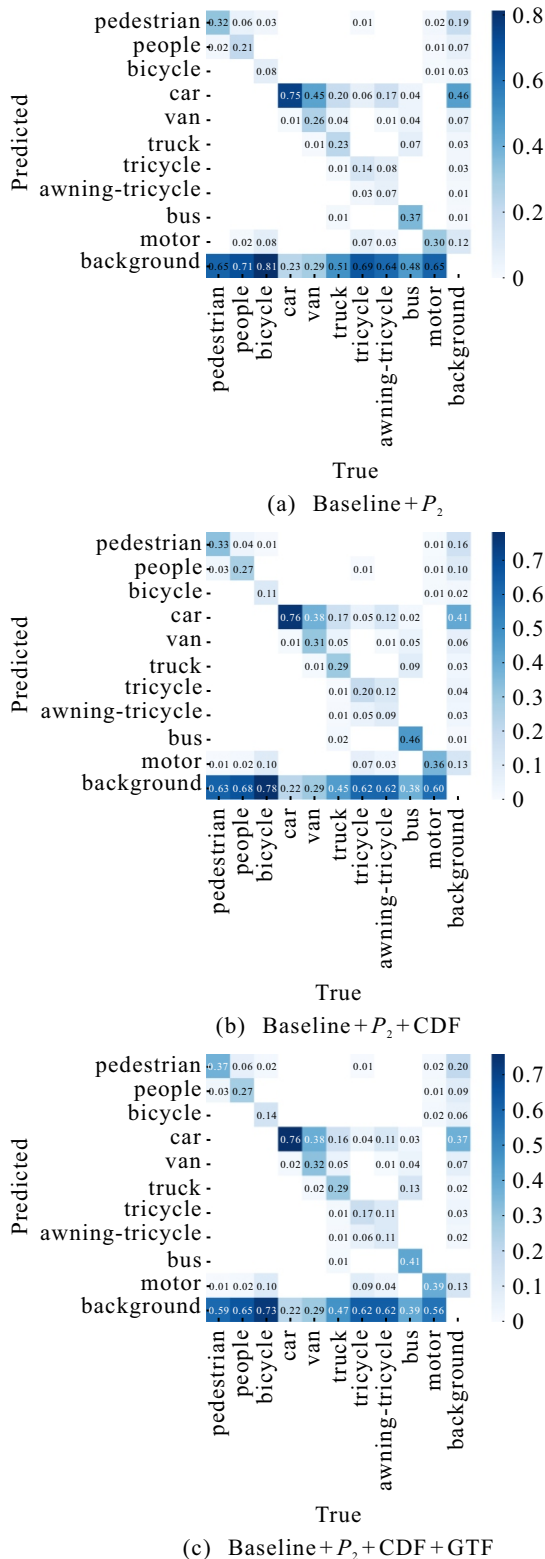 pedestrian 0.32 0.06 0.03 0.01 0.02 0.19 0.8
people 0.02 0.21 0.01 0.07
bicycle 0.08 0.01 0.03
car 0.75 0.45 0.20 0.06 0.17 0.04 0.46 0.6
van 0.01 0.26 0.04 0.01 0.04 0.07
truck 0.01 0.23 0.07 0.03 0.4
tricycle 0.01 0.14 0.08 0.03
awning-tricycle 0.03 0.07 0.01 0.2
bus 0.01 0.37 0.01
motor 0.02 0.08 0.07 0.03 0.30 0.12
background 0.65 0.71 0.81 0.23 0.29 0.51 0.69 0.64 0.48 0.65 0
Predicted
pedestrian people bicycle car van truck tricycle awning-tricycle bus motor background
True
(a) Baseline+P2
pedestrian 0.33 0.04 0.01 0.01 0.16 0.7
people 0.03 0.27 0.01 0.01 0.10 0.6
bicycle 0.11 0.01 0.02
car 0.76 0.38 0.17 0.05 0.12 0.02 0.41 0.5
van 0.01 0.31 0.05 0.01 0.05 0.06 0.4
truck 0.01 0.29 0.09 0.03
tricycle 0.01 0.20 0.12 0.04 0.3
awning-tricycle 0.01 0.05 0.09 0.03 0.2
bus 0.02 0.46 0.01
motor 0.01 0.02 0.10 0.07 0.03 0.36 0.13 0.1
background 0.63 0.68 0.78 0.22 0.29 0.45 0.62 0.62 0.38 0.60 0
Predicted
pedestrian people bicycle car van truck tricycle awning-tricycle bus motor background
True
(b) Baseline+P2+CDF
pedestrian 0.37 0.06 0.02 0.01 0.02 0.20 0.7
people 0.03 0.27 0.01 0.09
bicycle 0.14 0.02 0.06 0.6
car 0.76 0.38 0.16 0.04 0.11 0.03 0.37 0.5
van 0.02 0.32 0.05 0.01 0.04 0.07 0.4
truck 0.02 0.29 0.13 0.02
tricycle 0.01 0.17 0.11 0.03 0.3
awning-tricycle 0.01 0.06 0.11 0.02 0.2
bus 0.01 0.41
motor 0.01 0.02 0.10 0.09 0.04 0.39 0.13 0.1
background 0.59 0.65 0.73 0.22 0.29 0.47 0.62 0.62 0.39 0.56 0
Predicted
pedestrian people bicycle car van truck tricycle awning-tricycle bus motor background
True
(c) Baseline+P2+CDF+GTF